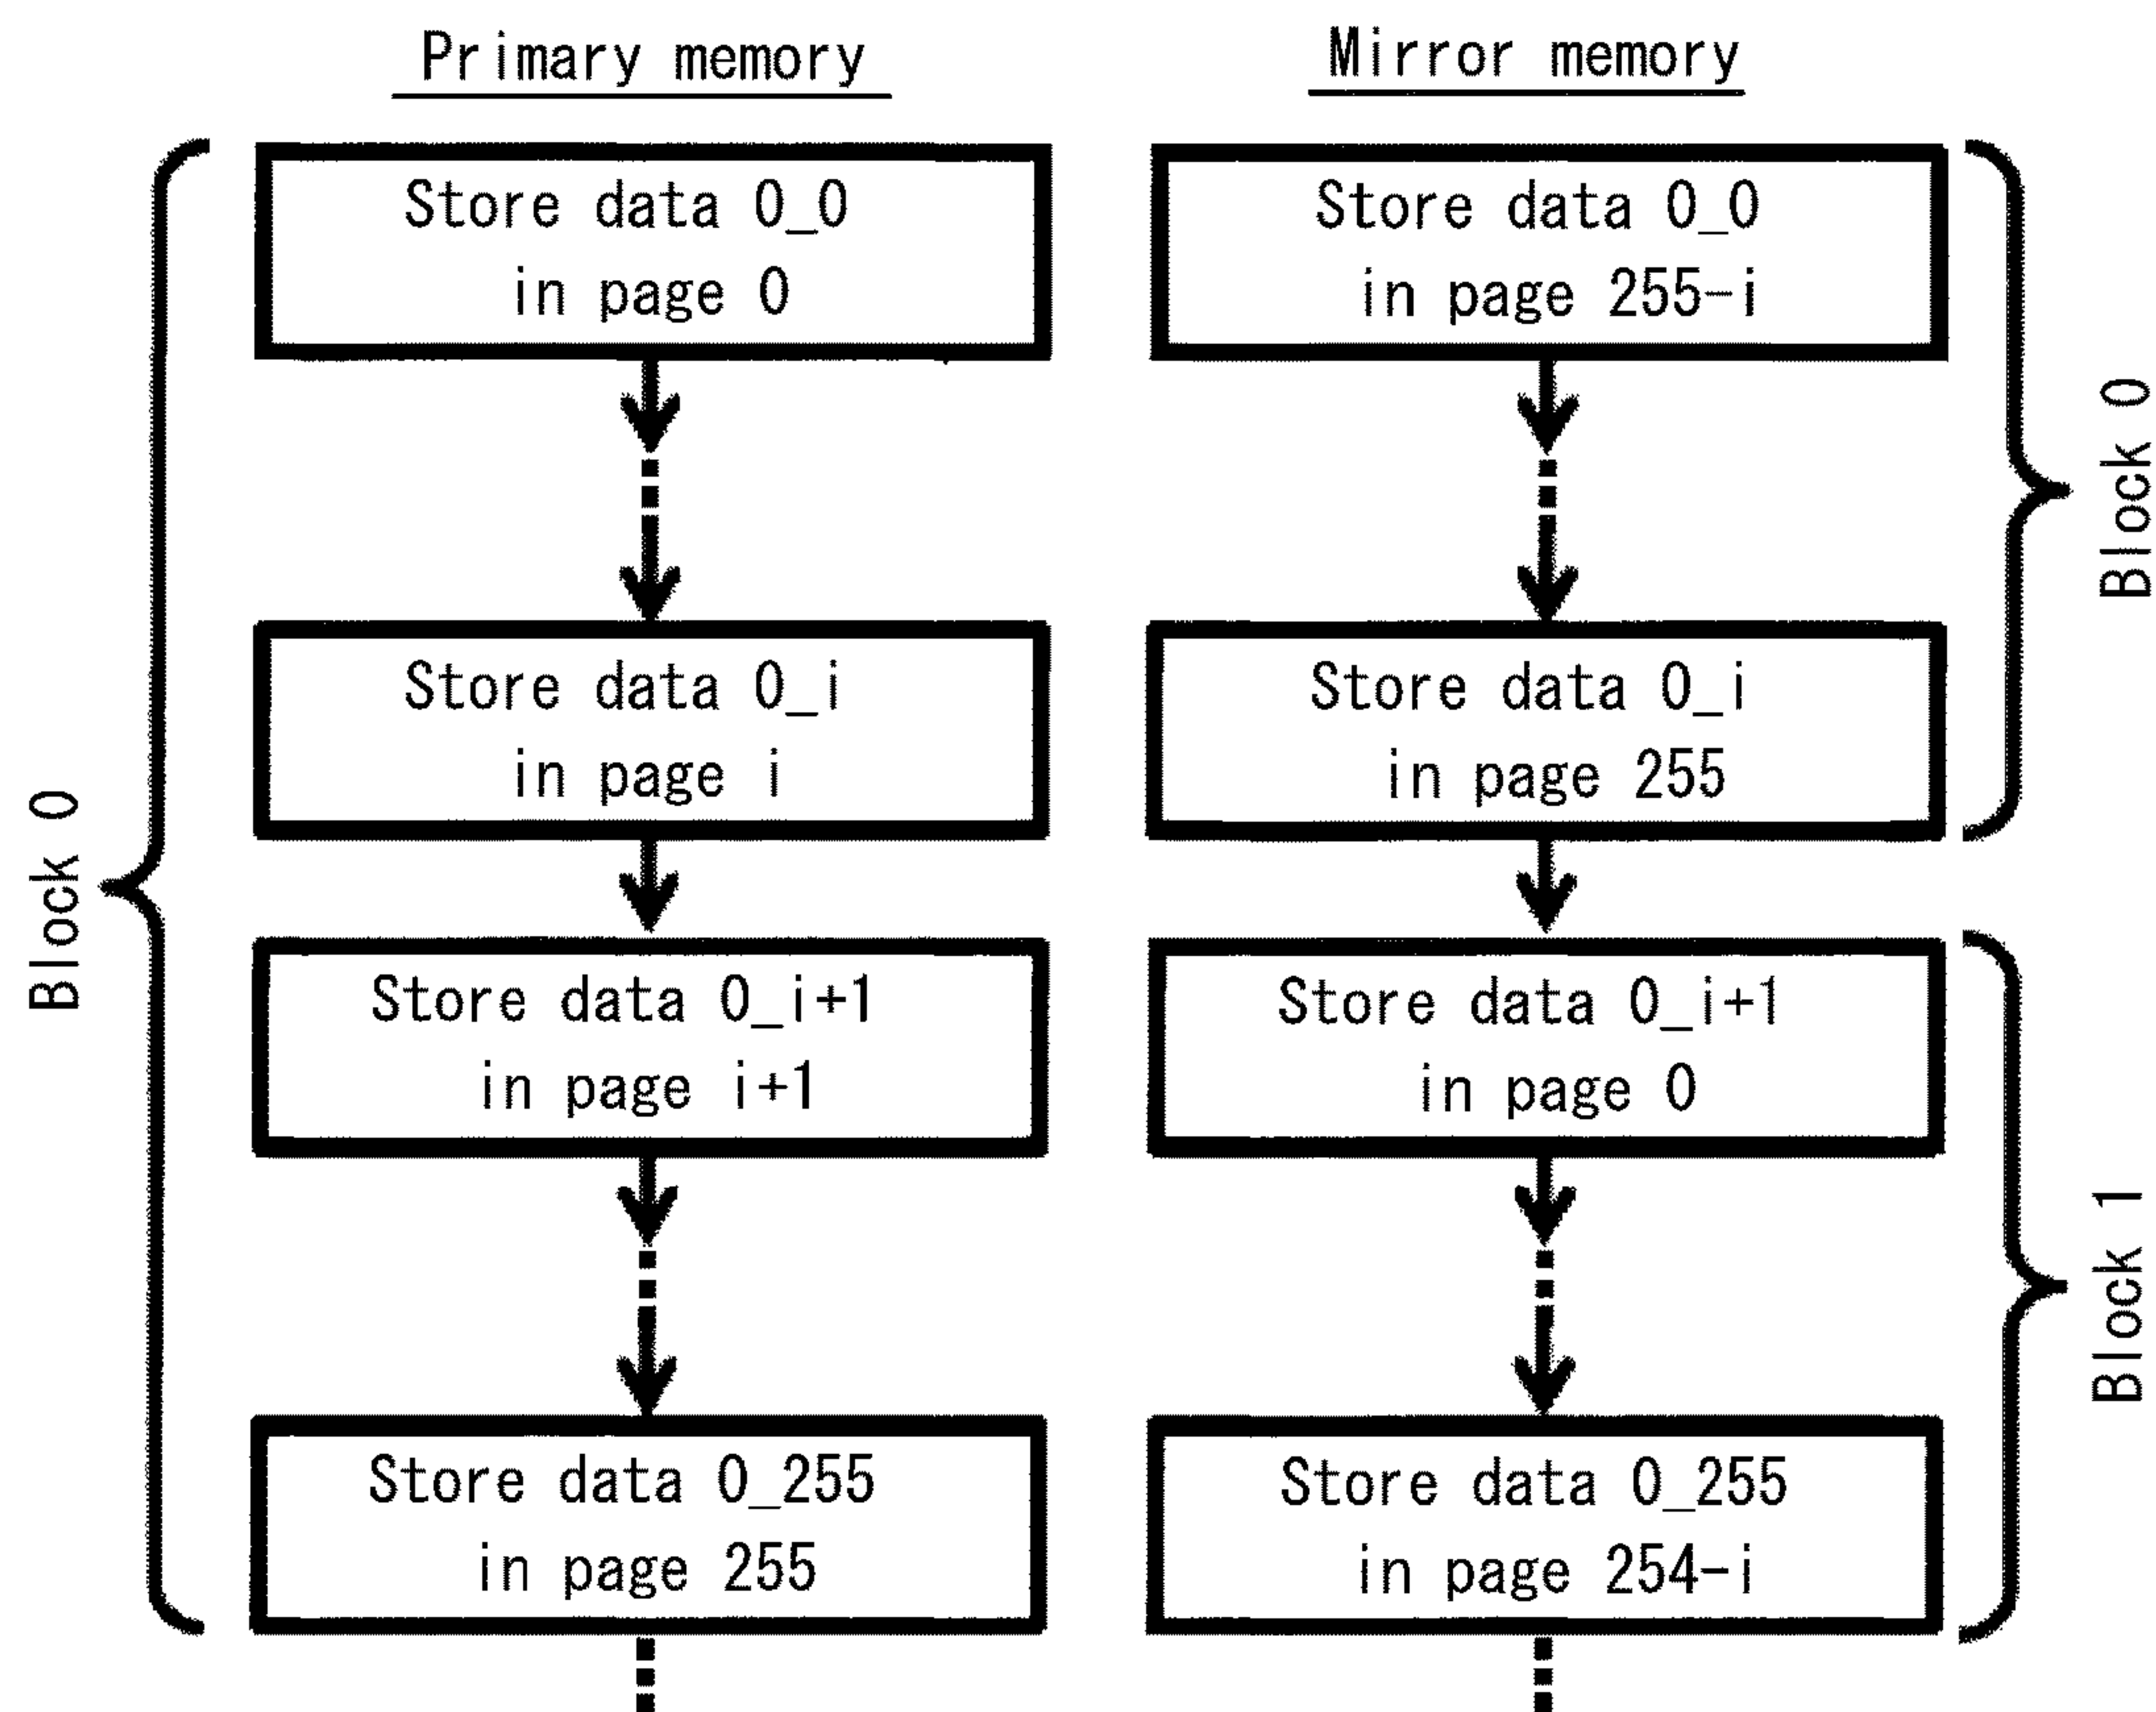 Primary memory
Mirror memory
Store data 0_0
in page 0
Store data 0_0
in page 255-i
Block 0
Store data 0_i
in page i
Store data 0_i
in page 255
Block 0
Store data 0_i+1
in page i+1
Store data 0_i+1
in page 0
Block 1
Store data 0_255
in page 255
Store data 0_255
in page 254-i